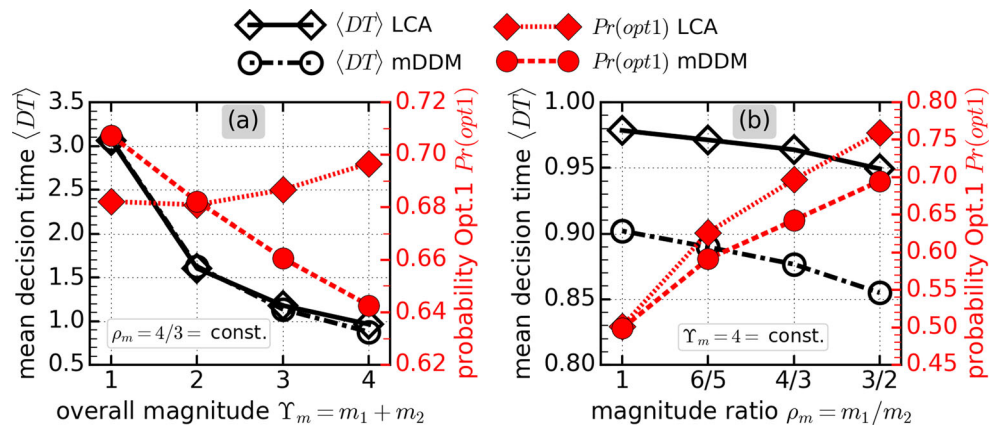 ⟨DT⟩ LCA
Pr(opt1) LCA
⟨DT⟩ mDDM
Pr(opt1) mDDM
mean decision time ⟨DT⟩
3.5
3.0
2.5
2.0
1.5
1.0
0.5
(a)
ρm = 4/3 = const.
0.72
0.70
0.68
0.66
0.64
0.62
probability Opt.1 Pr(opt1)
1 2 3 4
overall magnitude Υm = m1 + m2
mean decision time ⟨DT⟩
1.00
0.95
0.90
0.85
0.80
(b)
Υm = 4 = const.
0.80
0.75
0.70
0.65
0.60
0.55
0.50
0.45
probability Opt.1 Pr(opt1)
1 6/5 4/3 3/2
magnitude ratio ρm = m1/m2